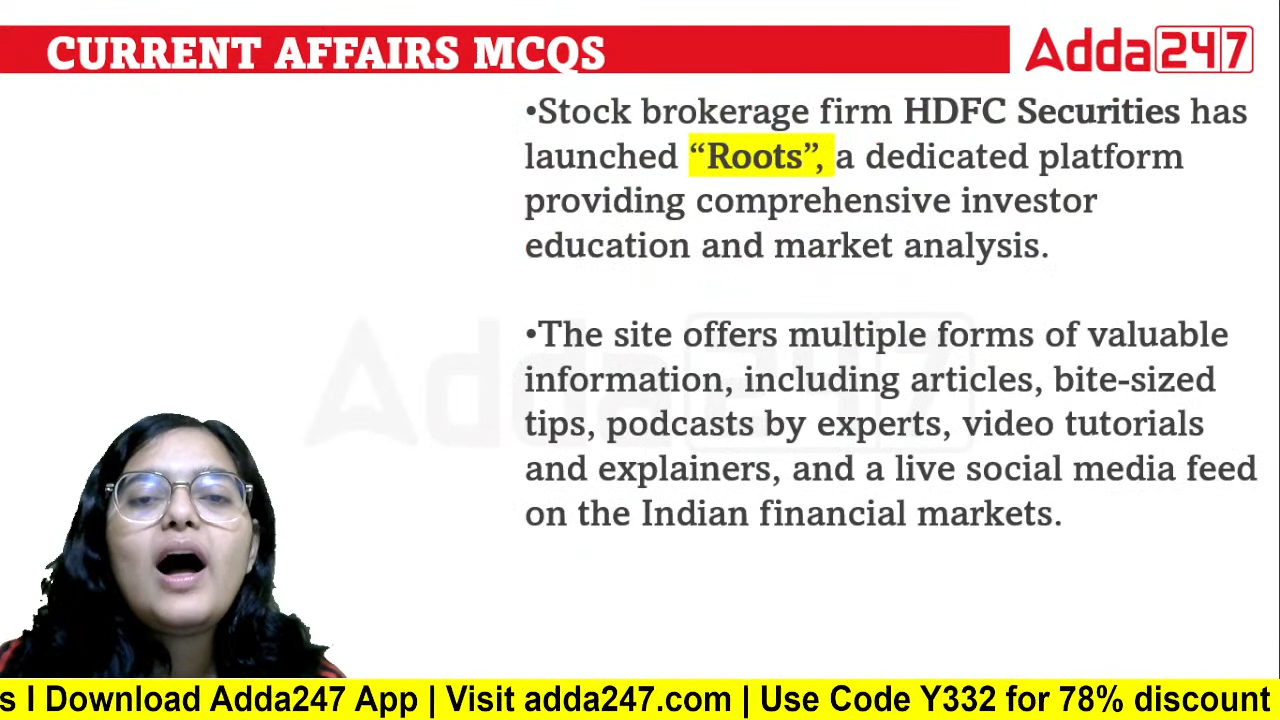 CURRENT AFFAIRS MCQS
Adda247
•Stock brokerage firm HDFC Securities has
launched “Roots”, a dedicated platform
providing comprehensive investor
education and market analysis.
•The site offers multiple forms of valuable
information, including articles, bite-sized
tips, podcasts by experts, video tutorials
and explainers, and a live social media feed
on the Indian financial markets.
Adda247
s I Download Adda247 App | Visit adda247.com | Use Code Y332 for 78% discount